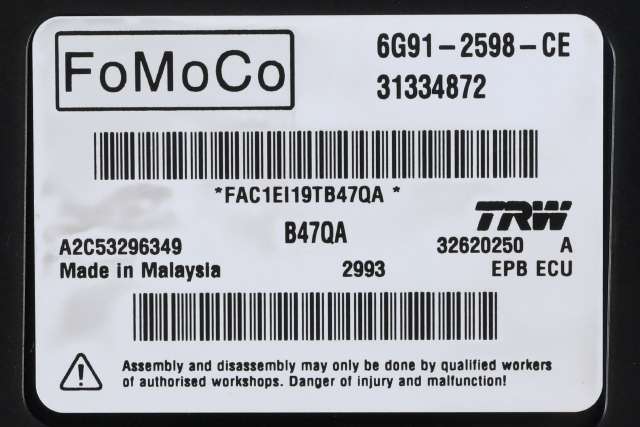 FoMoCo
6G91-2598-CE
31334872
*FAC1EI19TB47QA *
B47QA
TRW
A2C53296349
32620250 A
Made in Malaysia
2993
EPB ECU
Assembly and disassembly may only be done by qualified workers
of authorised workshops. Danger of injury and malfunction!